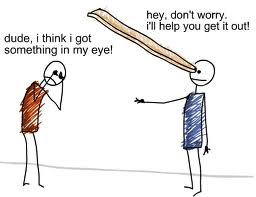 dude, i think i got
something in my eye!
hey, don't worry.
i'll help you get it out!